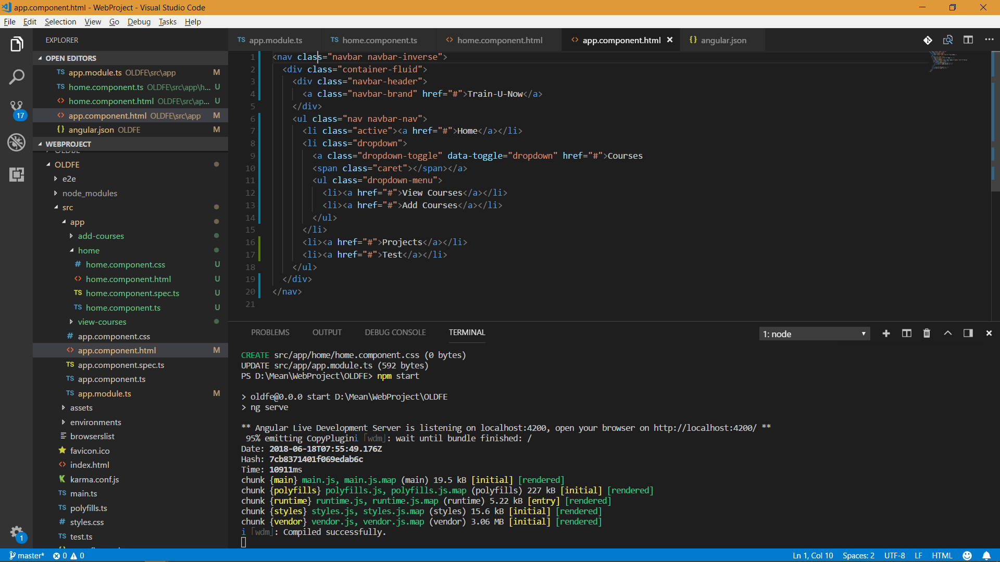 app.component.html - WebProject - Visual Studio Code
File Edit Selection View Go Debug Tasks Help
EXPLORER
OPEN EDITORS
TS app.module.ts OLDFE\src\app M
TS home.component.ts OLDFE\src\app\h... U
<> home.component.html OLDFE\src\ap... U
<> app.component.html OLDFE\src\app M
{} angular.json OLDFE M
WEBPROJECT
OLDFE
e2e
node_modules
src
app
add-courses
home
# home.component.css U
<> home.component.html U
TS home.component.spec.ts U
TS home.component.ts U
view-courses
# app.component.css
<> app.component.html M
TS app.component.spec.ts
TS app.component.ts
TS app.module.ts M
assets
environments
browserslist
favicon.ico
<> index.html
K karma.conf.js
TS main.ts
TS polyfills.ts
# styles.css
TS test.ts
17
1
TS app.module.ts TS home.component.ts <> home.component.html <> app.component.html × {} angular.json
1 <nav class="navbar navbar-inverse">
2 <div class="container-fluid">
3 <div class="navbar-header">
4 <a class="navbar-brand" href="#">Train-U-Now</a>
5 </div>
6 <ul class="nav navbar-nav">
7 <li class="active"><a href="#">Home</a></li>
8 <li class="dropdown">
9 <a class="dropdown-toggle" data-toggle="dropdown" href="#">Courses
10 <span class="caret"></span></a>
11 <ul class="dropdown-menu">
12 <li><a href="#">View Courses</a></li>
13 <li><a href="#">Add Courses</a></li>
14 </ul>
15 </li>
16 <li><a href="#">Projects</a></li>
17 <li><a href="#">Test</a></li>
18 </ul>
19 </div>
20 </nav>
21
PROBLEMS OUTPUT DEBUG CONSOLE TERMINAL 1: node
CREATE src/app/home/home.component.css (0 bytes)
UPDATE src/app/app.module.ts (592 bytes)
PS D:\Mean\WebProject\OLDFE> npm start
> oldfe@0.0.0 start D:\Mean\WebProject\OLDFE
> ng serve
** Angular Live Development Server is listening on localhost:4200, open your browser on http://localhost:4200/ **
95% emitting CopyPlugini ｢wdm｣: wait until bundle finished: /
Date: 2018-06-18T07:55:49.176Z
Hash: 7cb8371401f069edab6c
Time: 10911ms
chunk {main} main.js, main.js.map (main) 19.5 kB [initial] [rendered]
chunk {polyfills} polyfills.js, polyfills.js.map (polyfills) 227 kB [initial] [rendered]
chunk {runtime} runtime.js, runtime.js.map (runtime) 5.22 kB [entry] [rendered]
chunk {styles} styles.js, styles.js.map (styles) 15.6 kB [initial] [rendered]
chunk {vendor} vendor.js, vendor.js.map (vendor) 3.06 MB [initial] [rendered]
i ｢wdm｣: Compiled successfully.
master* 0 0 Ln 1, Col 10 Spaces: 2 UTF-8 LF HTML